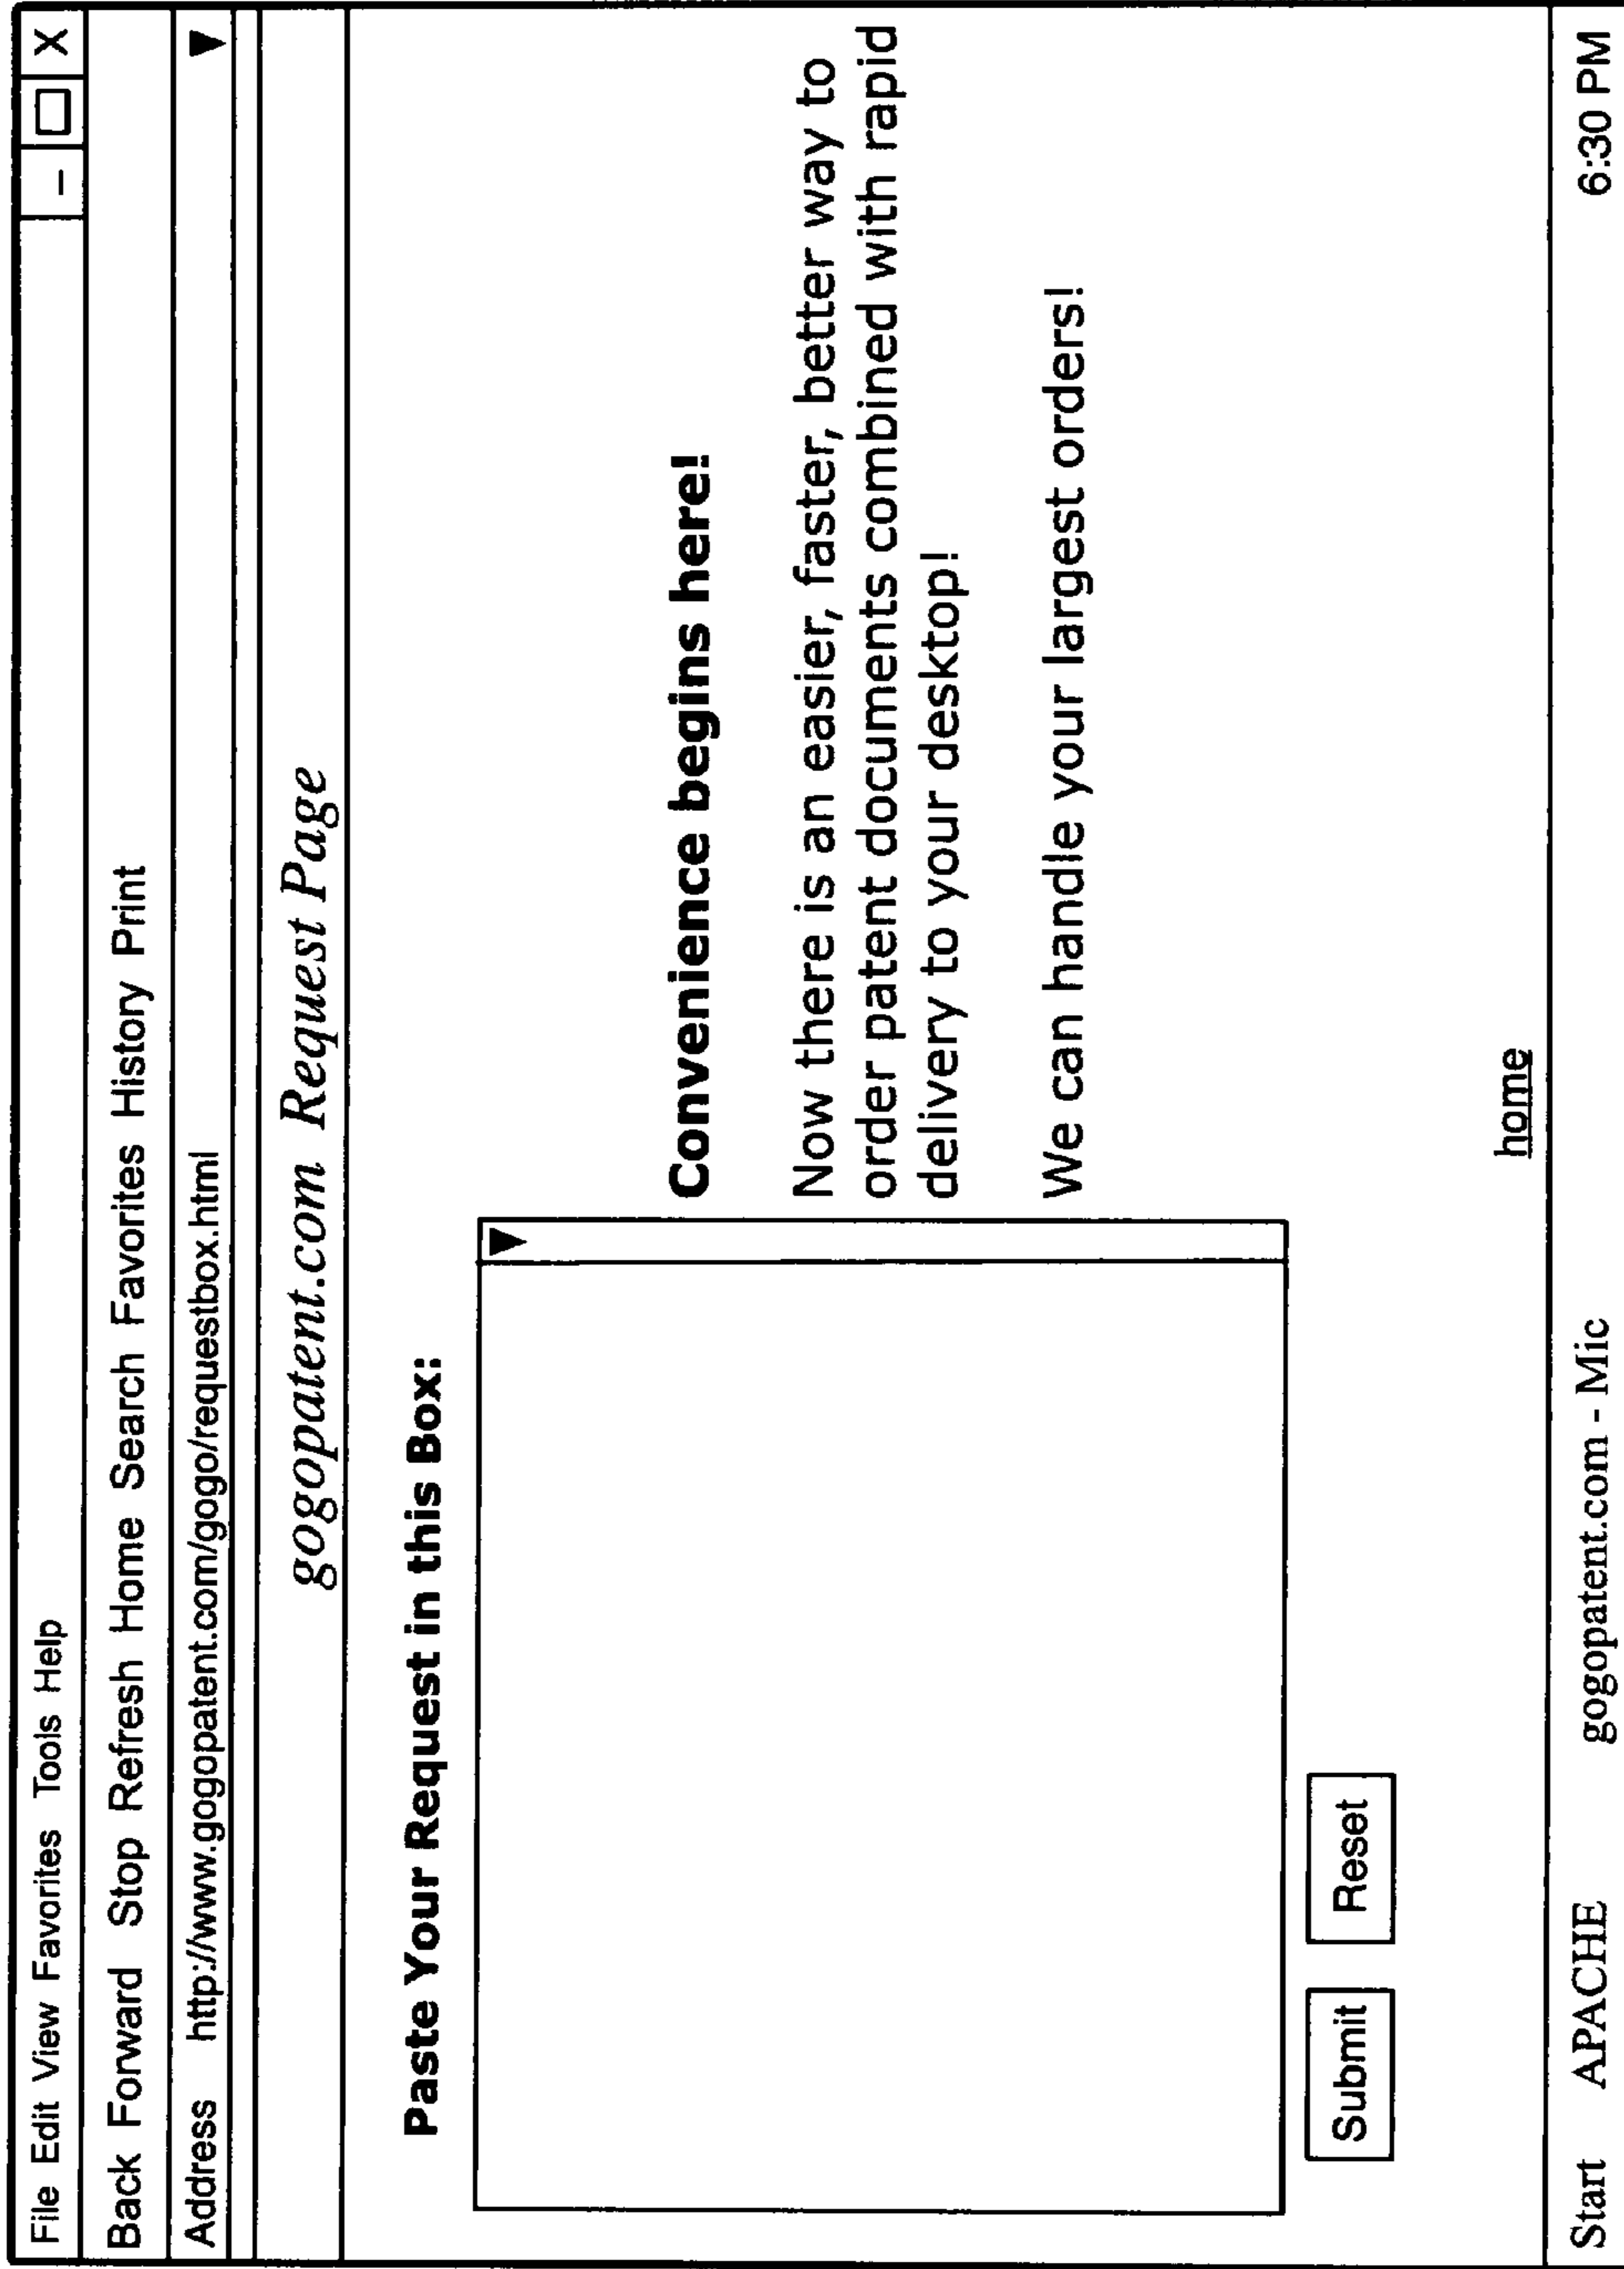 File Edit View Favorites Tools Help – □ X
Back Forward Stop Refresh Home Search Favorites History Print
Address http://www.gogopatent.com/gogo/requestbox.html
gogopatent.com Request Page
Paste Your Request in this Box:
Convenience begins here!
Now there is an easier, faster, better way to
order patent documents combined with rapid
delivery to your desktop!
We can handle your largest orders!
Submit Reset
home
Start APACHE gogopatent.com - Mic 6:30 PM